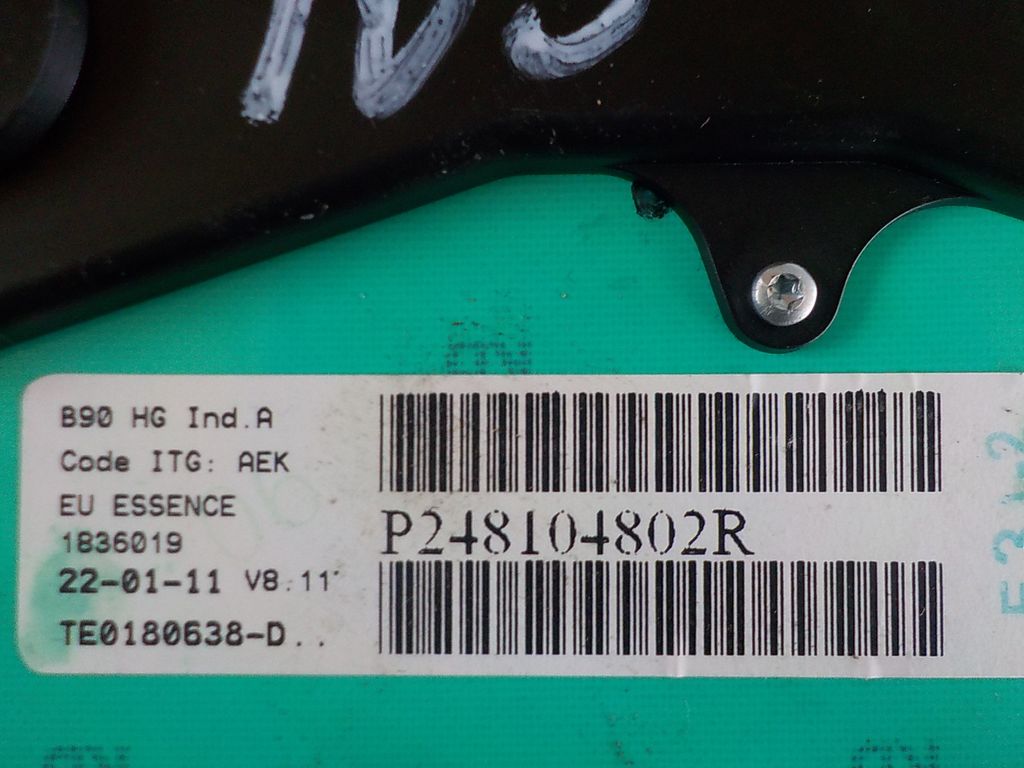 B90 HG Ind.A
Code ITG: AEK
EU ESSENCE
1836019
22-01-11 V8.11
TE0180638-D..
P248104802R